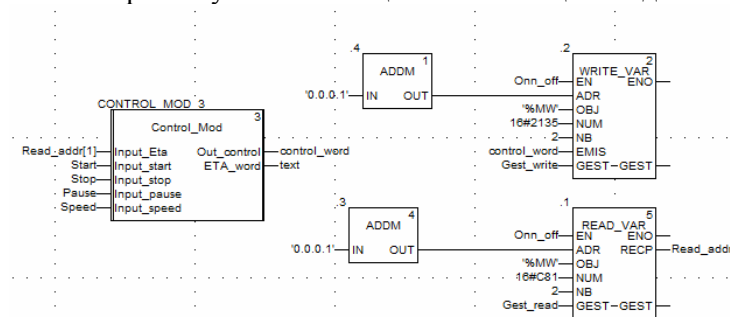 .4
1
ADDM
'0.0.0.1'
IN
OUT
.2
2
WRITE_VAR
Onn_off
EN
ENO
ADR
'%MW'
OBJ
16#2135
NUM
2
NB
control_word
EMIS
Gest_write
GEST
GEST
CONTROL_MOD_3
3
Control_Mod
Read_addr[1]
Input_Eta
Out_control
control_word
Start
Input_start
ETA_word
text
Stop
Input_stop
Pause
Input_pause
Speed
Input_speed
.3
4
ADDM
'0.0.0.1'
IN
OUT
.1
5
READ_VAR
Onn_off
EN
ENO
ADR
RECP
Read_addr
'%MW'
OBJ
16#C81
NUM
2
NB
Gest_read
GEST
GEST